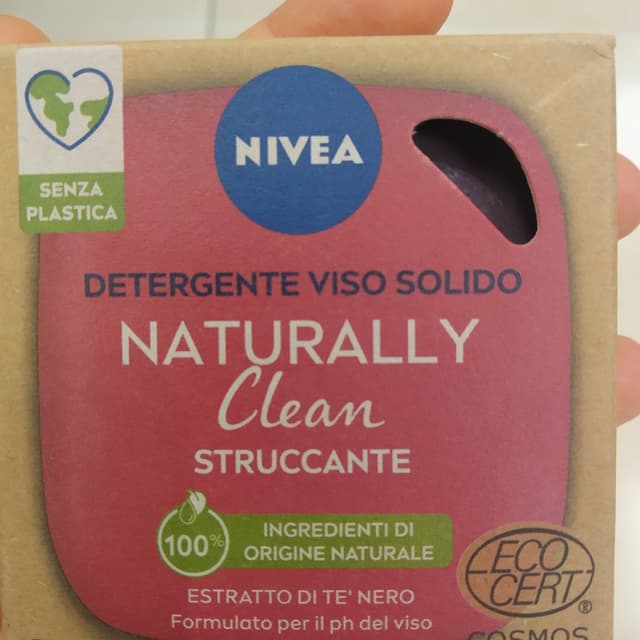 SENZA
PLASTICA
NIVEA
DETERGENTE VISO SOLIDO
NATURALLY
Clean
STRUCCANTE
100%
INGREDIENTI DI
ORIGINE NATURALE
ESTRATTO DI TE' NERO
Formulato per il ph del viso
ECO
CERT®
COSMOS